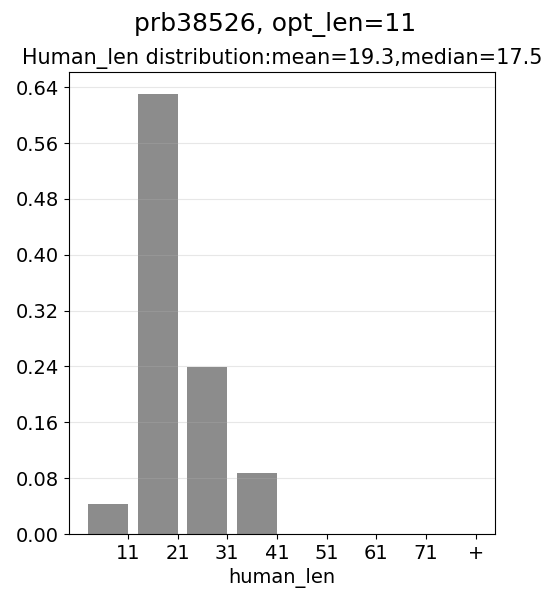 prb38526, opt_len=11
Human_len distribution:mean=19.3,median=17.5
0.64
0.56
0.48
0.40
0.32
0.24
0.16
0.08
0.00
11 21 31 41 51 61 71 +
human_len